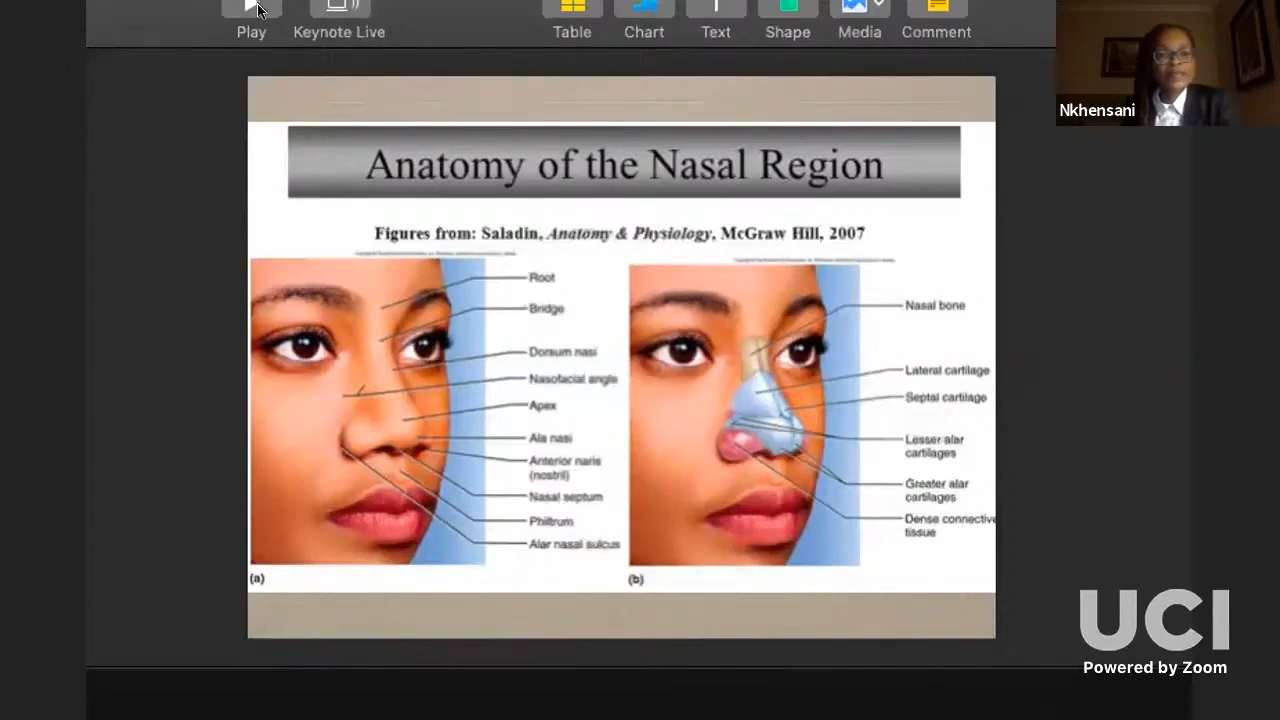 Play
Keynote Live
Table
Chart
Text
Shape
Media
Comment
Nkhensani
Anatomy of the Nasal Region
Figures from: Saladin, Anatomy & Physiology, McGraw Hill, 2007
Root
Bridge
Dorsum nasi
Nasofacial angle
Apex
Ala nasi
Anterior naris
(nostril)
Nasal septum
Philtrum
Alar nasal sulcus
(a)
Nasal bone
Lateral cartilage
Septal cartilage
Lesser alar
cartilages
Greater alar
cartilages
Dense connective
tissue
(b)
UCI
Powered by Zoom